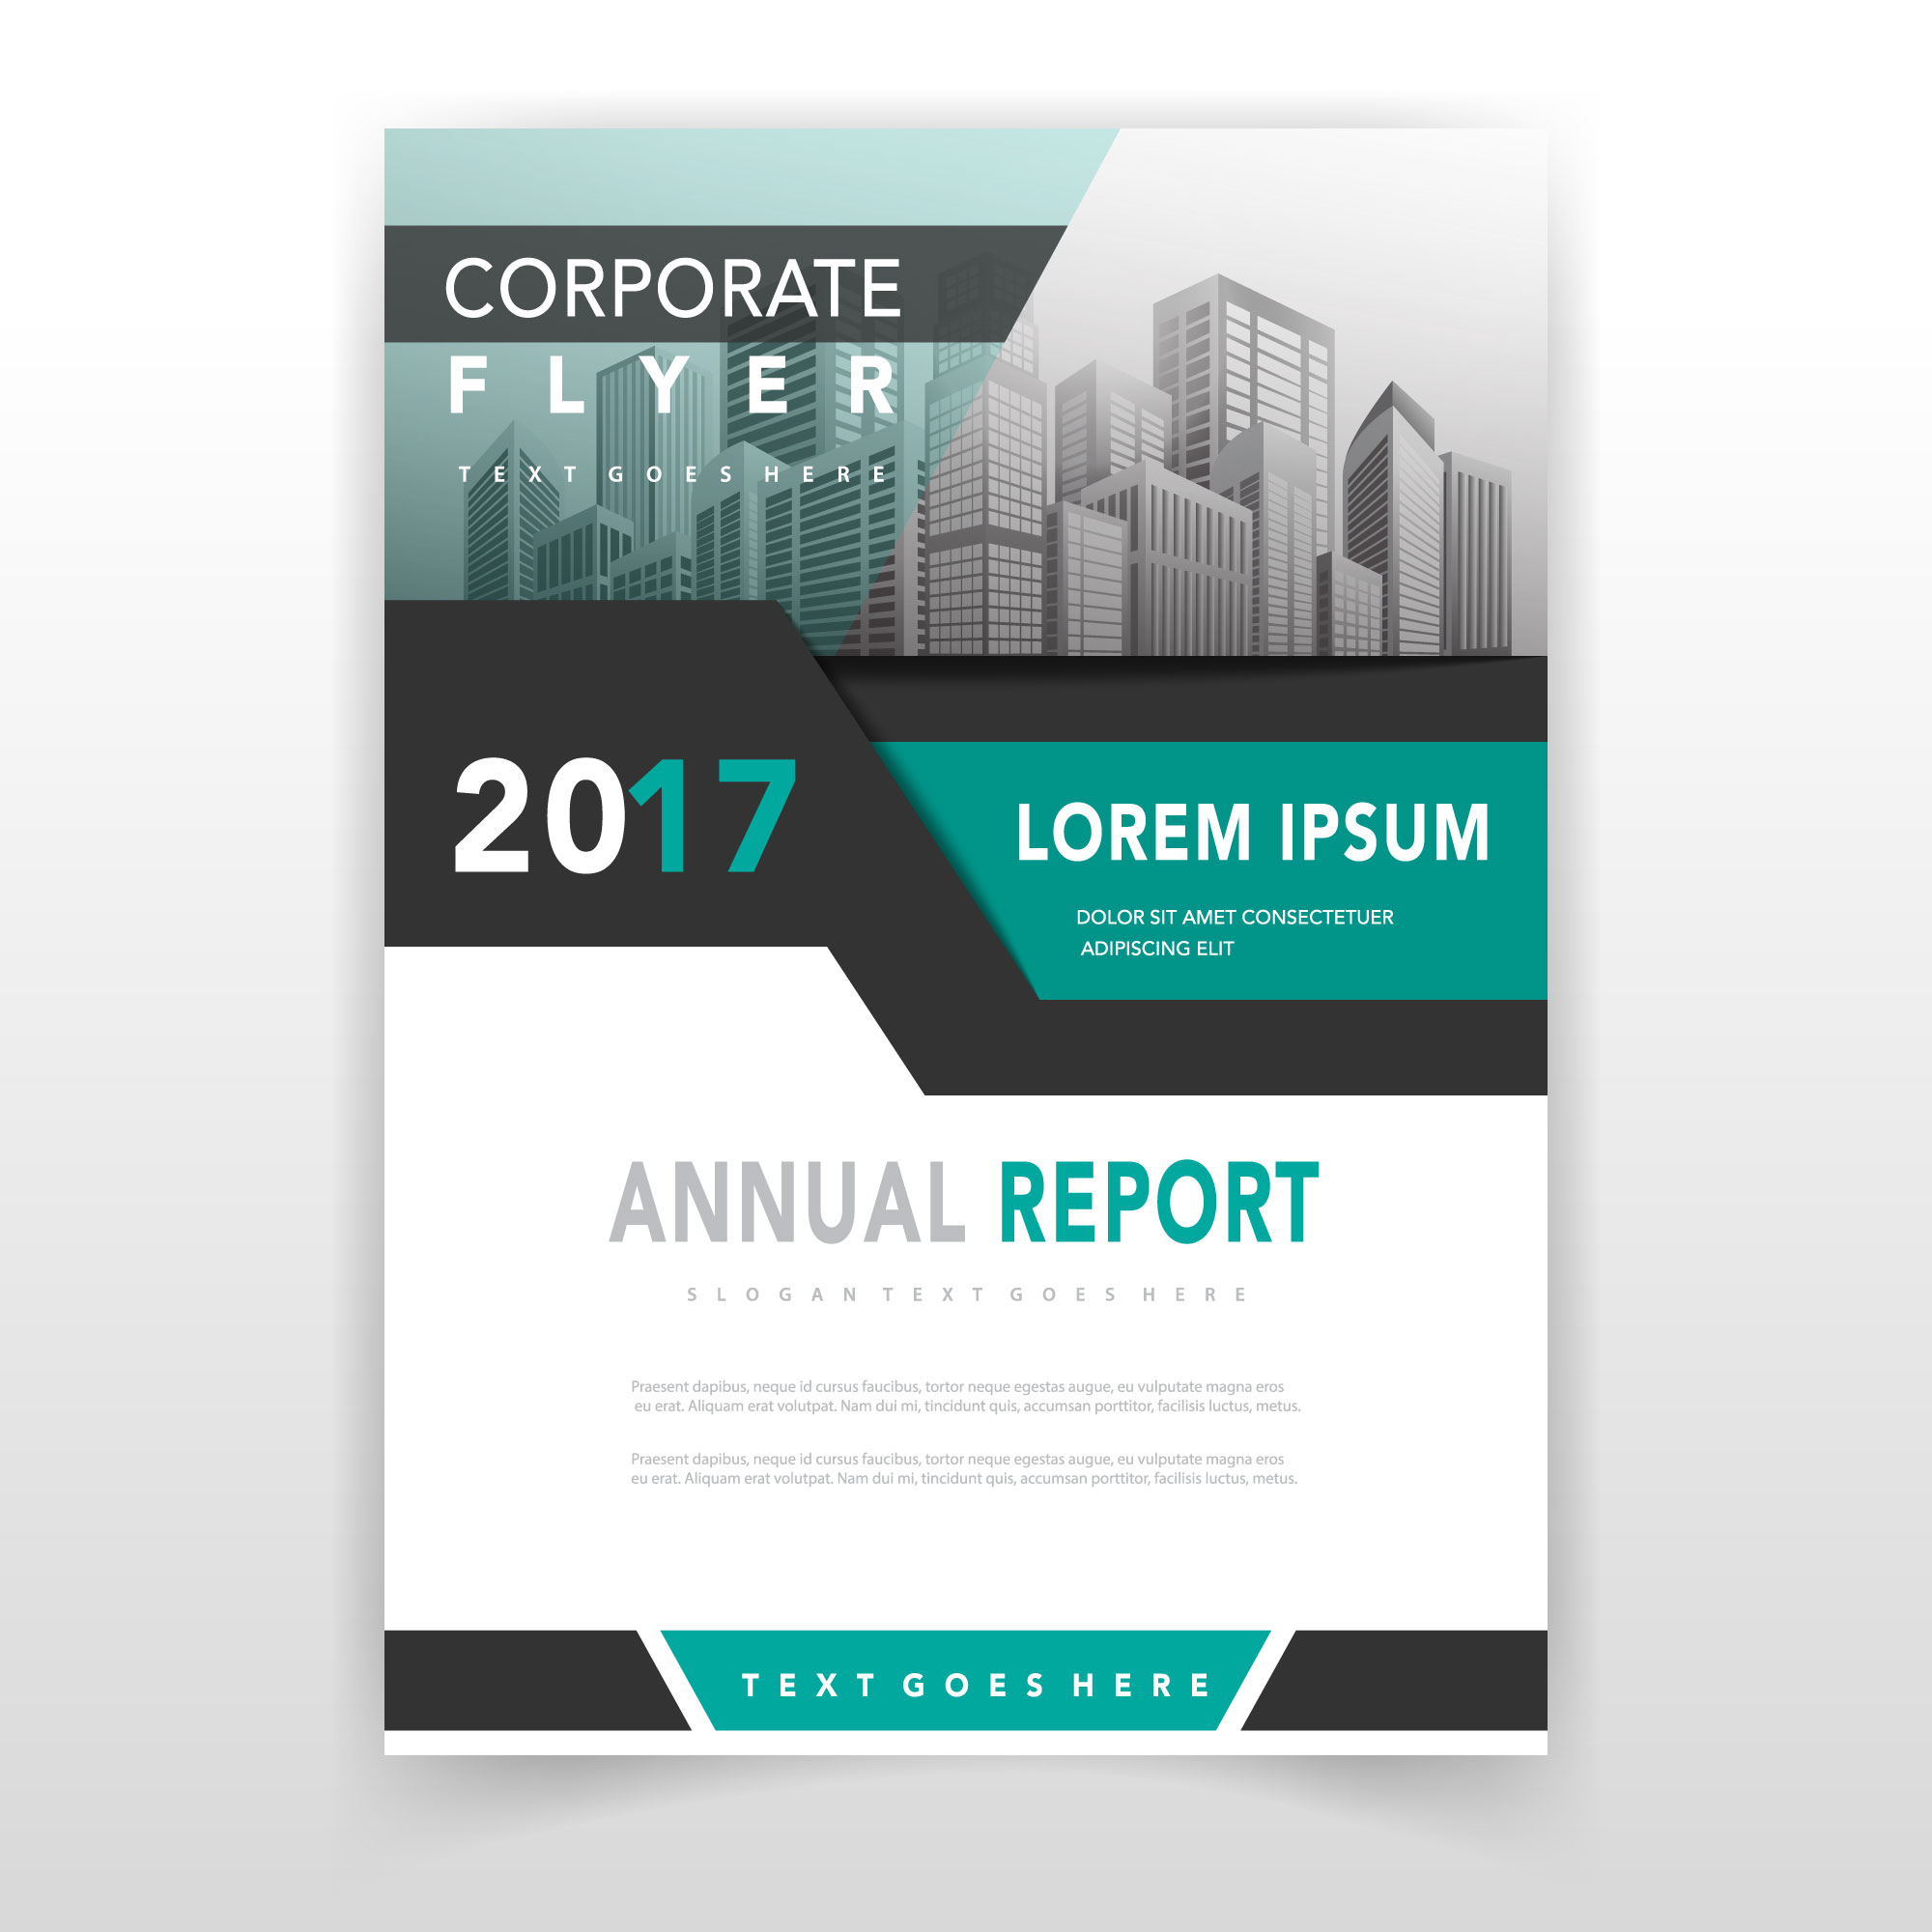 CORPORATE
FLYER
TEXT GOES HERE
2017
LOREM IPSUM
DOLOR SIT AMET CONSECTETUER
ADIPISCING ELIT
ANNUAL REPORT
SLOGAN TEXT GOES HERE
Praesent dapibus, neque id cursus faucibus, tortor neque egestas augue, eu vulputate magna eros
eu erat. Aliquam erat volutpat. Nam dui mi, tincidunt quis, accumsan porttitor, facilisis luctus, metus.
Praesent dapibus, neque id cursus faucibus, tortor neque egestas augue, eu vulputate magna eros
eu erat. Aliquam erat volutpat. Nam dui mi, tincidunt quis, accumsan porttitor, facilisis luctus, metus.
TEXT GOES HERE